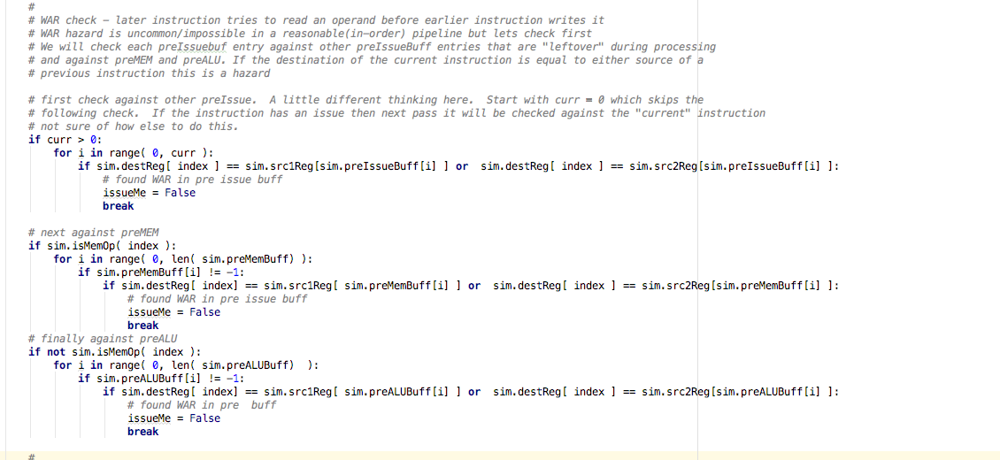 #
# WAR check – later instruction tries to read an operand before earlier instruction writes it
# WAR hazard is uncommon/impossible in a reasonable(in-order) pipeline but lets check first
# We will check each preIssuebuf entry against other preIssueBuff entries that are "leftover" during processing
# and against preMEM and preALU. If the destination of the current instruction is equal to either source of a
# previous instruction this is a hazard
# first check against other preIssue.  A little different thinking here.  Start with curr = 0 which skips the
# following check.  If the instruction has an issue then next pass it will be checked against the "current" instruction
# not sure of how else to do this.
if curr > 0:
    for i in range( 0, curr ):
        if sim.destReg[ index ] == sim.src1Reg[sim.preIssueBuff[i] ] or  sim.destReg[ index ] == sim.src2Reg[sim.preIssueBuff[i] ]:
            # found WAR in pre issue buff
            issueMe = False
            break
# next against preMEM
if sim.isMemOp( index ):
    for i in range( 0, len( sim.preMemBuff) ):
        if sim.preMemBuff[i] != -1:
            if sim.destReg[ index] == sim.src1Reg[ sim.preMemBuff[i] ] or  sim.destReg[ index ] == sim.src2Reg[sim.preMemBuff[i] ]:
                # found WAR in pre issue buff
                issueMe = False
                break
# finally against preALU
if not sim.isMemOp( index ):
    for i in range( 0, len( sim.preALUBuff)  ):
        if sim.preALUBuff[i] != -1:
            if sim.destReg[ index] == sim.src1Reg[ sim.preALUBuff[i] ] or  sim.destReg[ index ] == sim.src2Reg[sim.preALUBuff[i] ]:
                # found WAR in pre  buff
                issueMe = False
                break
#